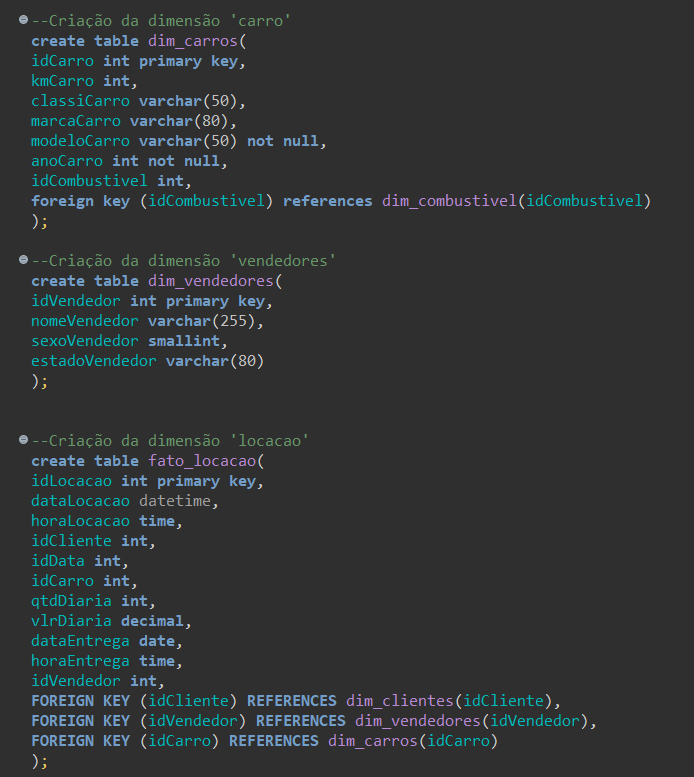 --Criação da dimensão 'carro'
create table dim_carros(
idCarro int primary key,
kmCarro int,
classiCarro varchar(50),
marcaCarro varchar(80),
modeloCarro varchar(50) not null,
anoCarro int not null,
idCombustivel int,
foreign key (idCombustivel) references dim_combustivel(idCombustivel)
);
--Criação da dimensão 'vendedores'
create table dim_vendedores(
idVendedor int primary key,
nomeVendedor varchar(255),
sexoVendedor smallint,
estadoVendedor varchar(80)
);
--Criação da dimensão 'locacao'
create table fato_locacao(
idLocacao int primary key,
dataLocacao datetime,
horaLocacao time,
idCliente int,
idData int,
idCarro int,
qtdDiaria int,
vlrDiaria decimal,
dataEntrega date,
horaEntrega time,
idVendedor int,
FOREIGN KEY (idCliente) REFERENCES dim_clientes(idCliente),
FOREIGN KEY (idVendedor) REFERENCES dim_vendedores(idVendedor),
FOREIGN KEY (idCarro) REFERENCES dim_carros(idCarro)
);